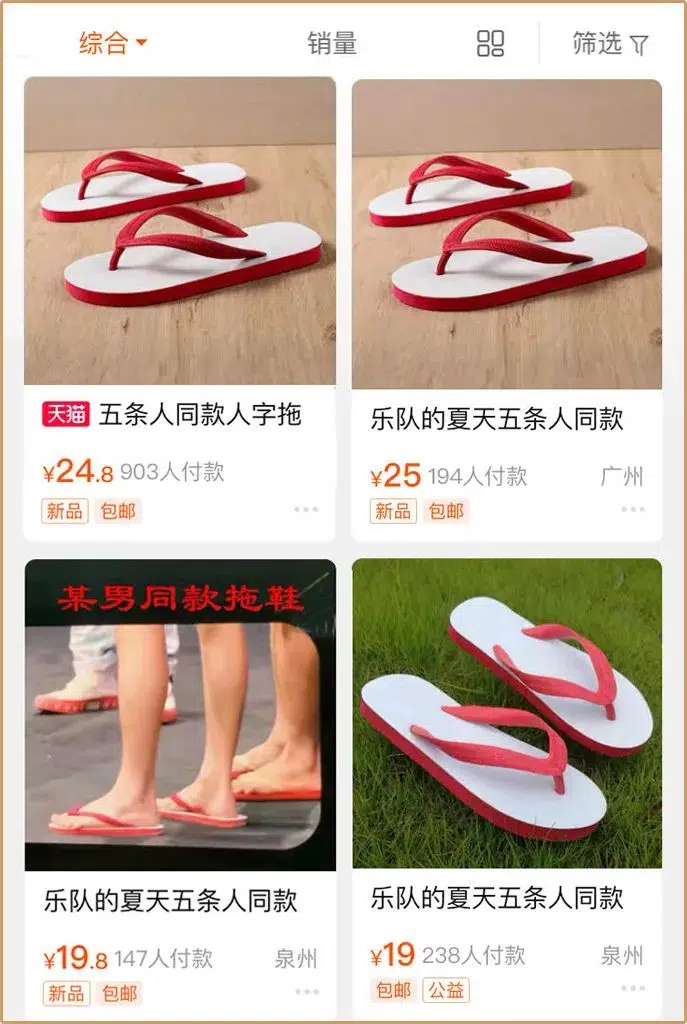 综合
销量
筛选
天猫 五条人同款人字拖
¥24.8 903人付款
新品 包邮
乐队的夏天五条人同款
¥25 194人付款 广州
新品 包邮
某男同款拖鞋
乐队的夏天五条人同款
¥19.8 147人付款 泉州
新品 包邮
乐队的夏天五条人同款
¥19 238人付款 泉州
包邮 公益